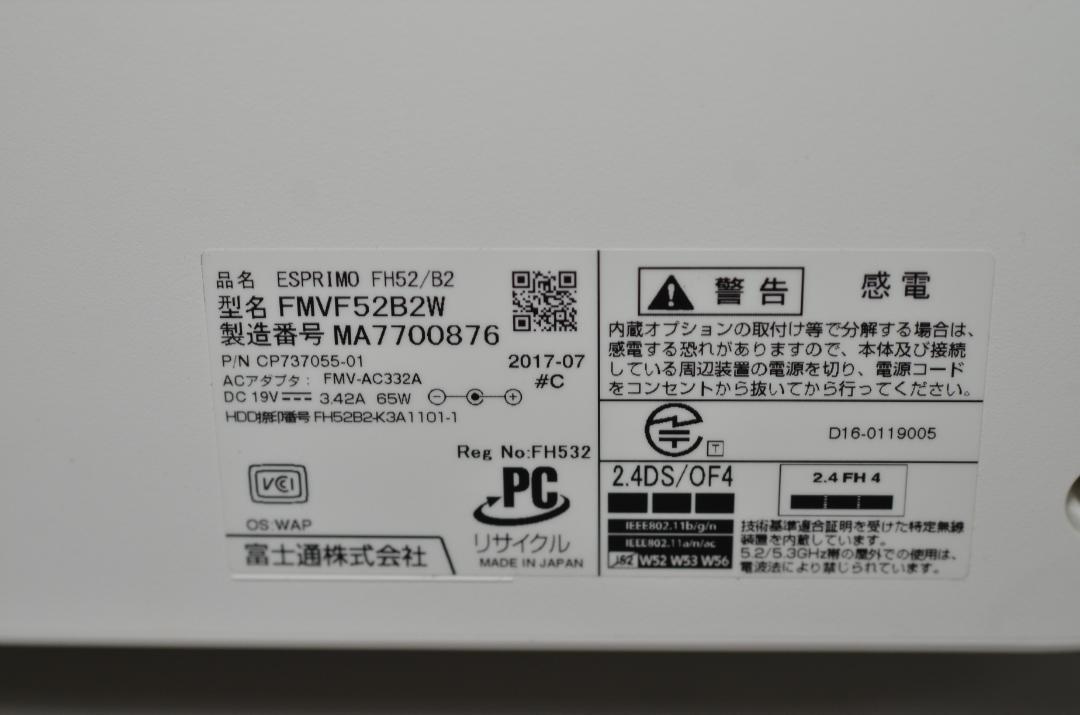 品名 ESPRIMO FH52/B2
型名 FMVF52B2W
製造番号 MA7700876
P/N CP737055-01
2017-07
ACアダプタ: FMV-AC332A
#C
DC 19V 3.42A 65W
HDD捺印番号 FH52B2-K3A1101-1
Reg No:FH532
VCCI
PC
OS:WAP
リサイクル
富士通株式会社
MADE IN JAPAN
警告 感電
内蔵オプションの取付け等で分解する場合は、
感電する恐れがありますので、本体及び接続
している周辺装置の電源を切り、電源コード
をコンセントから抜いてから行ってください。
T
D16-0119005
2.4DS/OF4
2.4 FH 4
IEEE802.11b/g/n
IEEE802.11a/n/ac
J52 W52 W53 W56
技術基準適合証明を受けた特定無線
装置を内蔵しています。
5.2/5.3GHz帯の屋外での使用は、
電波法により禁じられています。